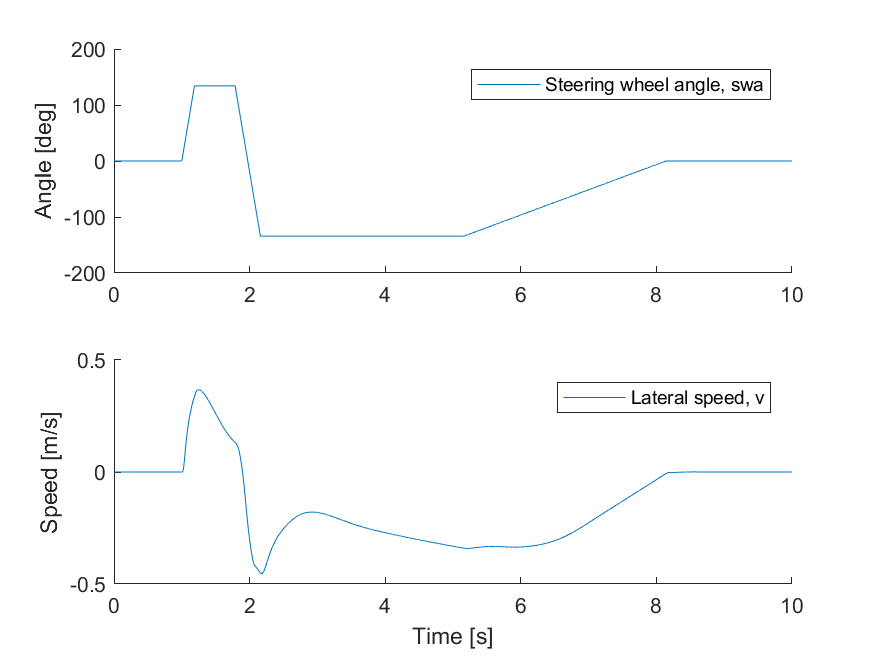 200
100
0
-100
-200
Angle [deg]
Steering wheel angle, swa
0 2 4 6 8 10
0.5
0
-0.5
Speed [m/s]
Lateral speed, v
0 2 4 6 8 10
Time [s]